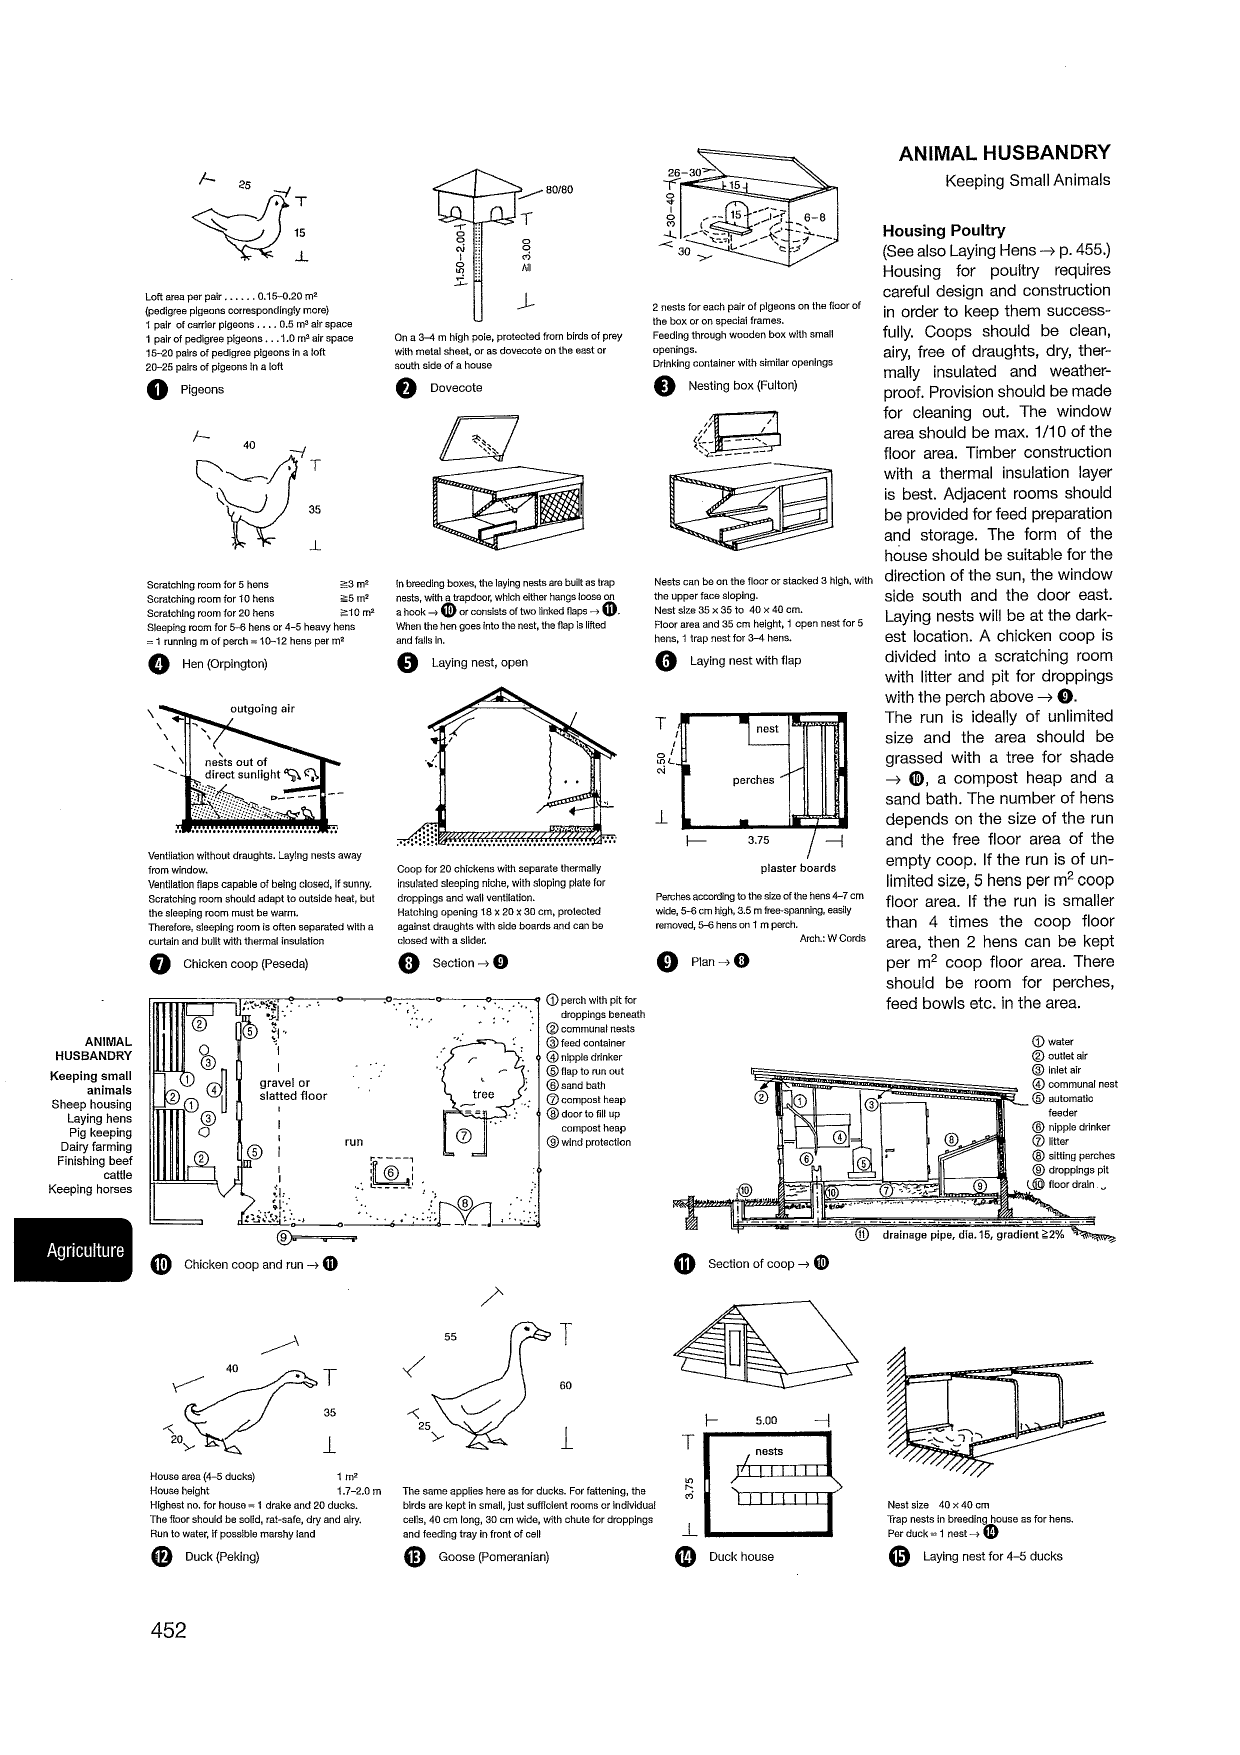 ANIMAL HUSBANDRY
Keeping Small Animals
Housing Poultry
(See also Laying Hens → p. 455.)
Housing for poultry requires
careful design and construction
in order to keep them success-
fully. Coops should be clean,
airy, free of draughts, dry, ther-
mally insulated and weather-
proof. Provision should be made
for cleaning out. The window
area should be max. 1/10 of the
floor area. Timber construction
with a thermal insulation layer
is best. Adjacent rooms should
be provided for feed preparation
and storage. The form of the
house should be suitable for the
direction of the sun, the window
side south and the door east.
Laying nests will be at the dark-
est location. A chicken coop is
divided into a scratching room
with litter and pit for droppings
with the perch above → 9.
The run is ideally of unlimited
size and the area should be
grassed with a tree for shade
→ 10, a compost heap and a
sand bath. The number of hens
depends on the size of the run
and the free floor area of the
empty coop. If the run is of un-
limited size, 5 hens per m² coop
floor area. If the run is smaller
than 4 times the coop floor
area, then 2 hens can be kept
per m² coop floor area. There
should be room for perches,
feed bowls etc. in the area.
25
15
Loft area per pair . . . . . . 0.15–0.20 m²
(pedigree pigeons correspondingly more)
1 pair of carrier pigeons . . . . 0.5 m³ air space
1 pair of pedigree pigeons . . . 1.0 m³ air space
15–20 pairs of pedigree pigeons in a loft
20–25 pairs of pigeons in a loft
1 Pigeons
80/80
1.50–2.00
≥3.00
On a 3–4 m high pole, protected from birds of prey
with metal sheet, or as dovecote on the east or
south side of a house
2 Dovecote
26–30
15
30–40
15
6–8
30
2 nests for each pair of pigeons on the floor of
the box or on special frames.
Feeding through wooden box with small
openings.
Drinking container with similar openings
3 Nesting box (Fulton)
40
35
Scratching room for 5 hens ≧3 m²
Scratching room for 10 hens ≧5 m²
Scratching room for 20 hens ≧10 m²
Sleeping room for 5–6 hens or 4–5 heavy hens
= 1 running m of perch = 10–12 hens per m²
4 Hen (Orpington)
In breeding boxes, the laying nests are built as trap
nests, with a trapdoor, which either hangs loose on
a hook → 10 or consists of two linked flaps → 11.
When the hen goes into the nest, the flap is lifted
and falls in.
5 Laying nest, open
Nests can be on the floor or stacked 3 high, with
the upper face sloping.
Nest size 35 x 35 to 40 x 40 cm.
Floor area and 35 cm height, 1 open nest for 5
hens, 1 trap nest for 3–4 hens.
6 Laying nest with flap
outgoing air
nests out of
direct sunlight
Ventilation without draughts. Laying nests away
from window.
Ventilation flaps capable of being closed, if sunny.
Scratching room should adapt to outside heat, but
the sleeping room must be warm.
Therefore, sleeping room is often separated with a
curtain and built with thermal insulation
7 Chicken coop (Peseda)
Coop for 20 chickens with separate thermally
insulated sleeping niche, with sloping plate for
droppings and wall ventilation.
Hatching opening 18 x 20 x 30 cm, protected
against draughts with side boards and can be
closed with a slider.
8 Section → 9
nest
perches
2.50
3.75
plaster boards
Perches according to the size of the hens 4–7 cm
wide, 5–6 cm high, 3.5 m free-spanning, easily
removed, 5–6 hens on 1 m perch.
Arch.: W Cords
9 Plan → 8
ANIMAL
HUSBANDRY
Keeping small
animals
Sheep housing
Laying hens
Pig keeping
Dairy farming
Finishing beef
cattle
Keeping horses
Agriculture
2
5
3
1
4
2
1
3
2
5
gravel or
slatted floor
run
tree
7
6
8
9
1 perch with pit for
droppings beneath
2 communal nests
3 feed container
4 nipple drinker
5 flap to run out
6 sand bath
7 compost heap
8 door to fill up
compost heap
9 wind protection
10 Chicken coop and run → 11
2
1
3
4
8
6
5
10
10
7
9
1 water
2 outlet air
3 inlet air
4 communal nest
5 automatic
feeder
6 nipple drinker
7 litter
8 sitting perches
9 droppings pit
10 floor drain
11 drainage pipe, dia. 15, gradient ≧2%
11 Section of coop → 10
40
35
20
House area (4–5 ducks) 1 m²
House height 1.7–2.0 m
Highest no. for house = 1 drake and 20 ducks.
The floor should be solid, rat-safe, dry and airy.
Run to water, if possible marshy land
12 Duck (Peking)
55
60
25
The same applies here as for ducks. For fattening, the
birds are kept in small, just sufficient rooms or individual
cells, 40 cm long, 30 cm wide, with chute for droppings
and feeding tray in front of cell
13 Goose (Pomeranian)
5.00
nests
3.75
14 Duck house
Nest size 40 x 40 cm
Trap nests in breeding house as for hens.
Per duck = 1 nest → 14
15 Laying nest for 4–5 ducks
452